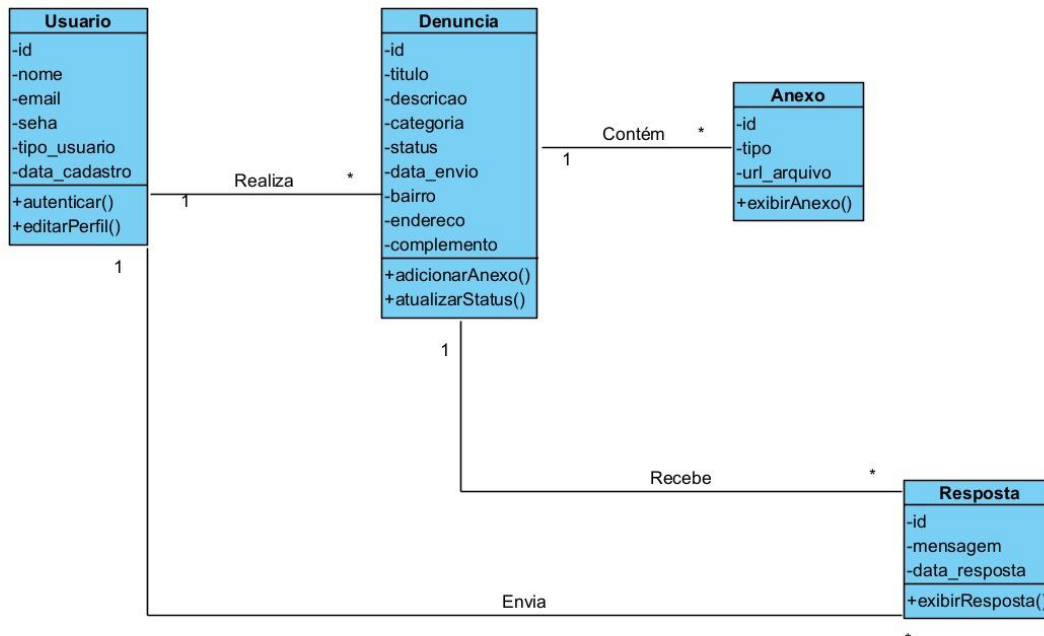 Usuario
-id
-nome
-email
-seha
-tipo_usuario
-data_cadastro
+autenticar()
+editarPerfil()
1
Realiza
*
1
Denuncia
-id
-titulo
-descricao
-categoria
-status
-data_envio
-bairro
-endereco
-complemento
+adicionarAnexo()
+atualizarStatus()
Contém
*
1
Anexo
-id
-tipo
-url_arquivo
+exibirAnexo()
1
Recebe
*
Resposta
-id
-mensagem
-data_resposta
+exibirResposta()
Envia
*